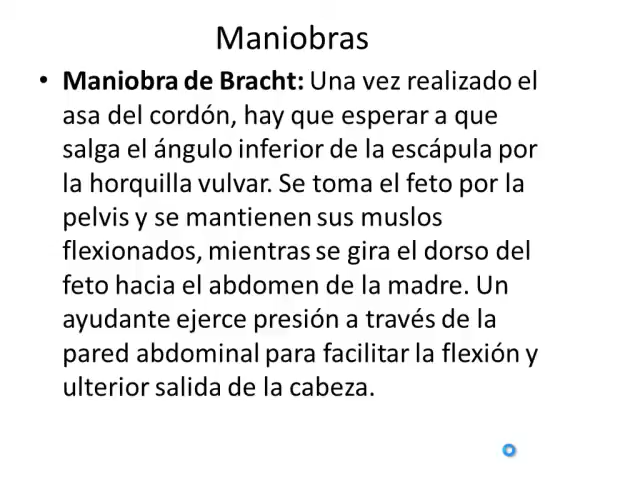 Maniobras
• Maniobra de Bracht: Una vez realizado el
asa del cordón, hay que esperar a que
salga el ángulo inferior de la escápula por
la horquilla vulvar. Se toma el feto por la
pelvis y se mantienen sus muslos
flexionados, mientras se gira el dorso del
feto hacia el abdomen de la madre. Un
ayudante ejerce presión a través de la
pared abdominal para facilitar la flexión y
ulterior salida de la cabeza.